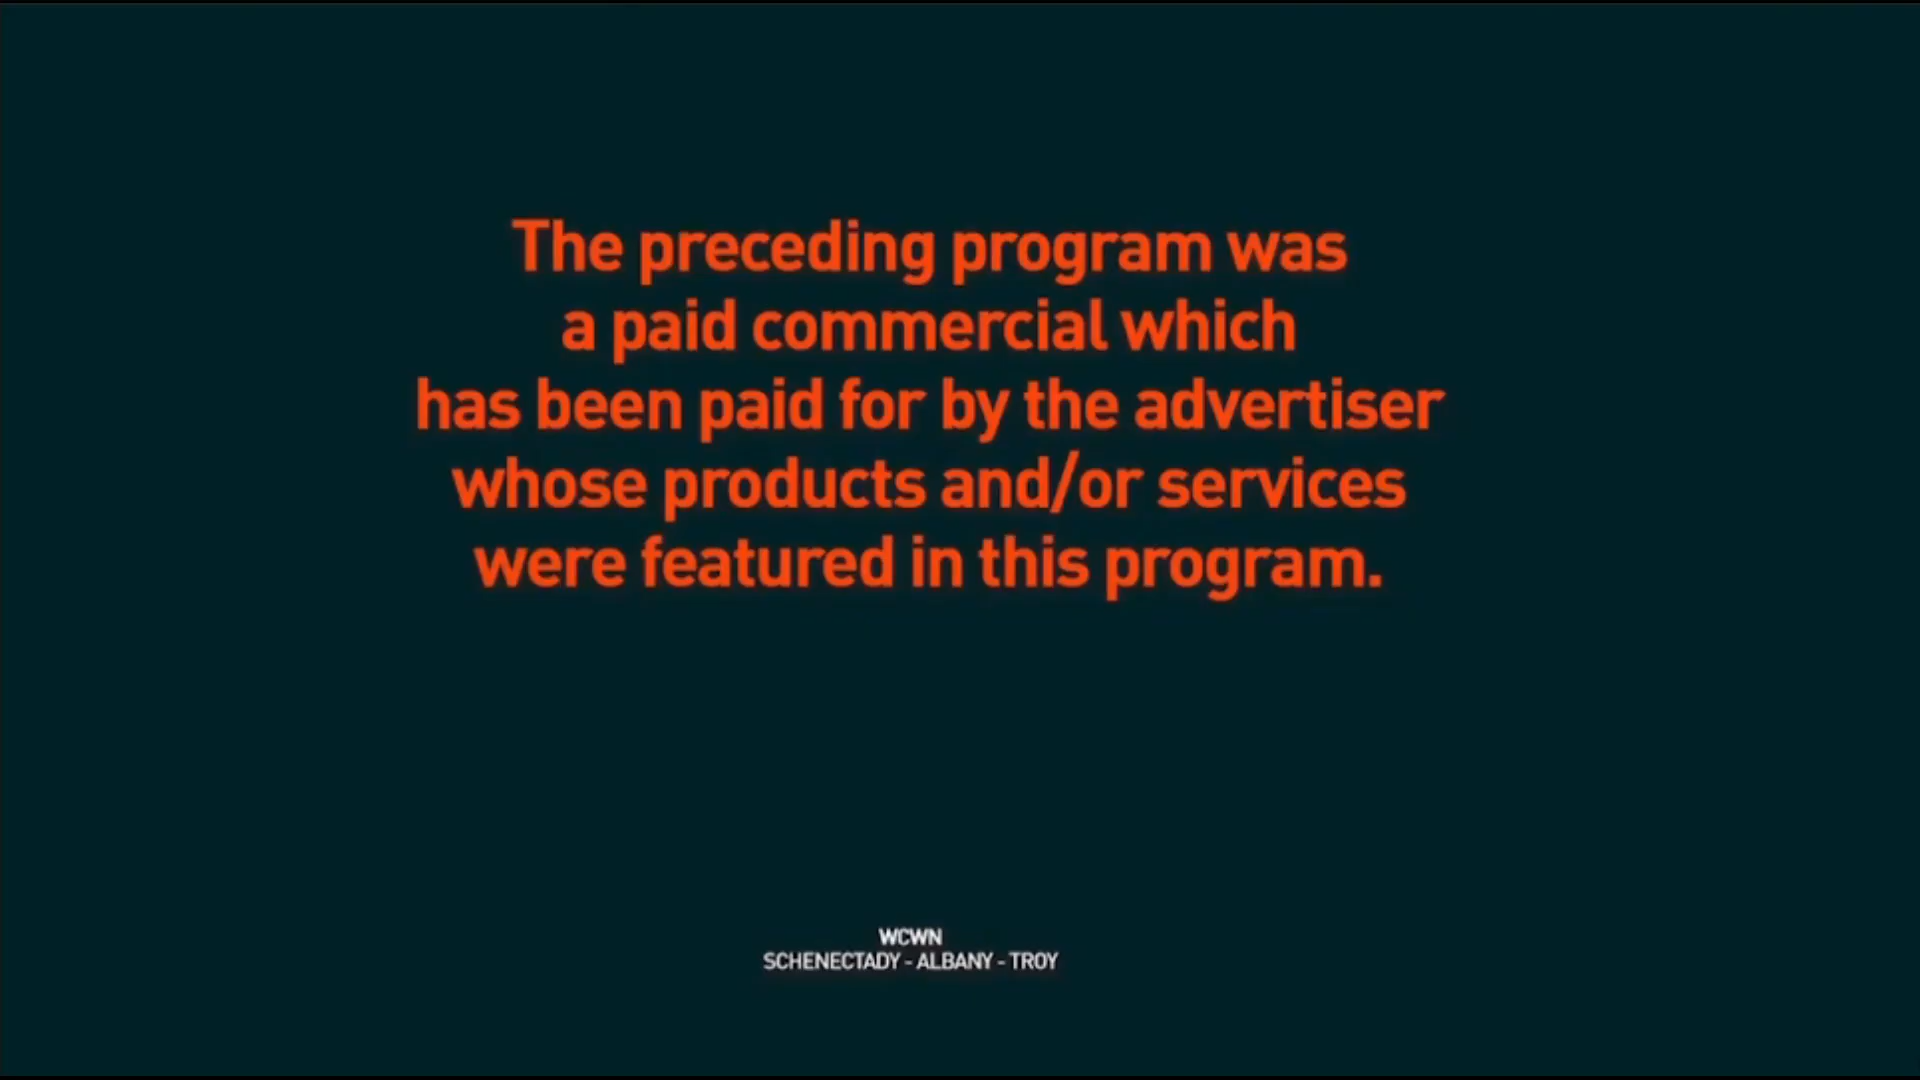 The preceding program was
a paid commercial which
has been paid for by the advertiser
whose products and/or services
were featured in this program.
WCWN
SCHENECTADY - ALBANY - TROY